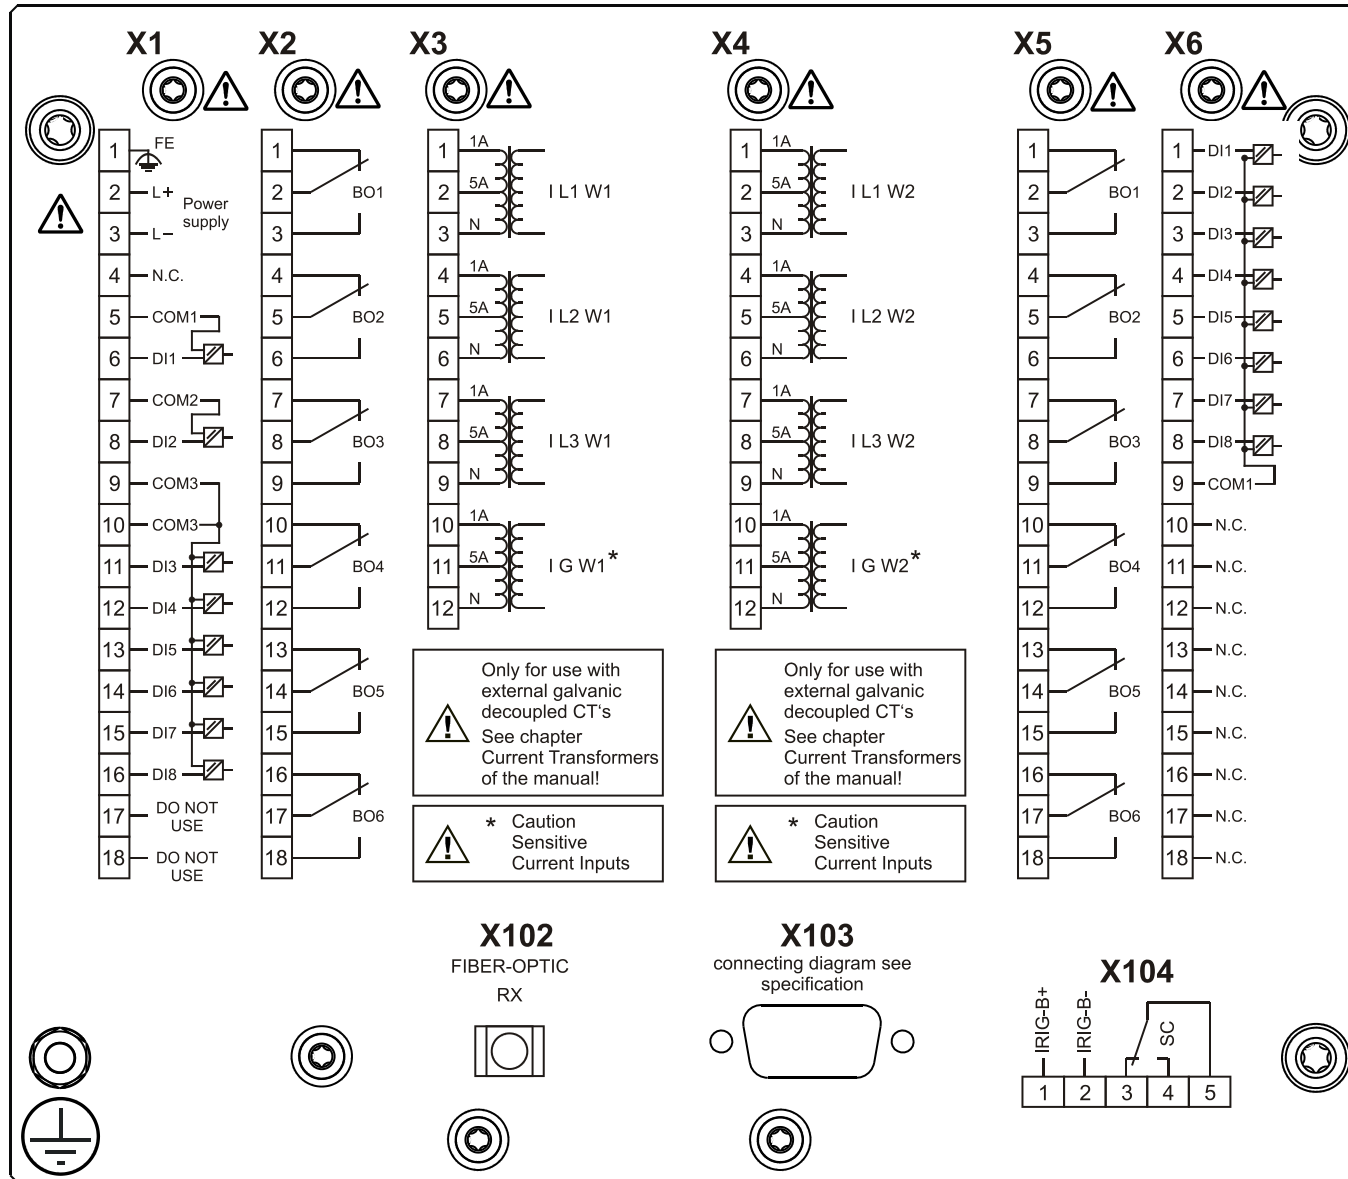 X1
1 FE
2 L+
Power
supply
3 L−
4 N.C.
5 COM1
6 DI1
7 COM2
8 DI2
9 COM3
10 COM3
11 DI3
12 DI4
13 DI5
14 DI6
15 DI7
16 DI8
17 DO NOT
USE
18 DO NOT
USE
X2
1
2 BO1
3
4
5 BO2
6
7
8 BO3
9
10
11 BO4
12
13
14 BO5
15
16
17 BO6
18
X3
1 1A
2 5A I L1 W1
3 N
4 1A
5 5A I L2 W1
6 N
7 1A
8 5A I L3 W1
9 N
10 1A
11 5A I G W1*
12 N
Only for use with
external galvanic
decoupled CT's
See chapter
Current Transformers
of the manual!
* Caution
Sensitive
Current Inputs
X4
1 1A
2 5A I L1 W2
3 N
4 1A
5 5A I L2 W2
6 N
7 1A
8 5A I L3 W2
9 N
10 1A
11 5A I G W2*
12 N
Only for use with
external galvanic
decoupled CT's
See chapter
Current Transformers
of the manual!
* Caution
Sensitive
Current Inputs
X5
1
2 BO1
3
4
5 BO2
6
7
8 BO3
9
10
11 BO4
12
13
14 BO5
15
16
17 BO6
18
X6
1 DI1
2 DI2
3 DI3
4 DI4
5 DI5
6 DI6
7 DI7
8 DI8
9 COM1
10 N.C.
11 N.C.
12 N.C.
13 N.C.
14 N.C.
15 N.C.
16 N.C.
17 N.C.
18 N.C.
X102
FIBER-OPTIC
RX
X103
connecting diagram see
specification
X104
IRIG-B+
IRIG-B-
SC
1 2 3 4 5